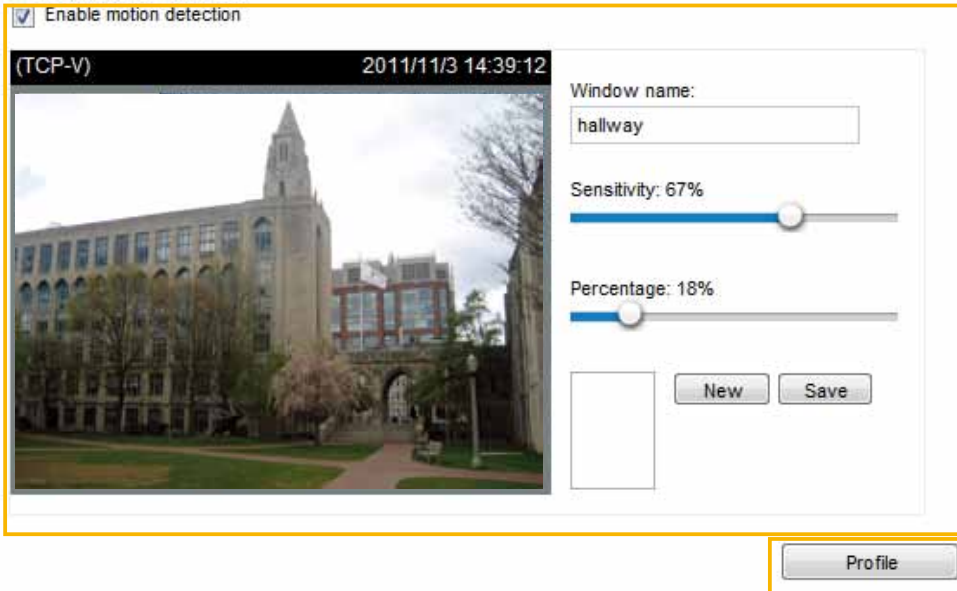 Enable motion detection
(TCP-V) 2011/11/3 14:39:12
Window name:
hallway
Sensitivity: 67%
Percentage: 18%
New Save
Profile